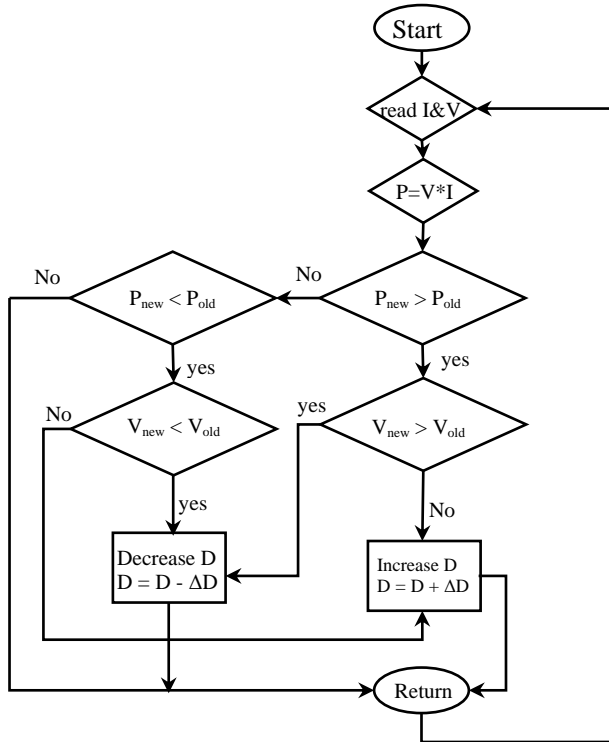 Start
read I&V
P=V*I
No
No
Pnew < Pold
Pnew > Pold
yes
yes
No
yes
Vnew < Vold
Vnew > Vold
yes
No
Decrease D
D = D - ΔD
Increase D
D = D + ΔD
Return